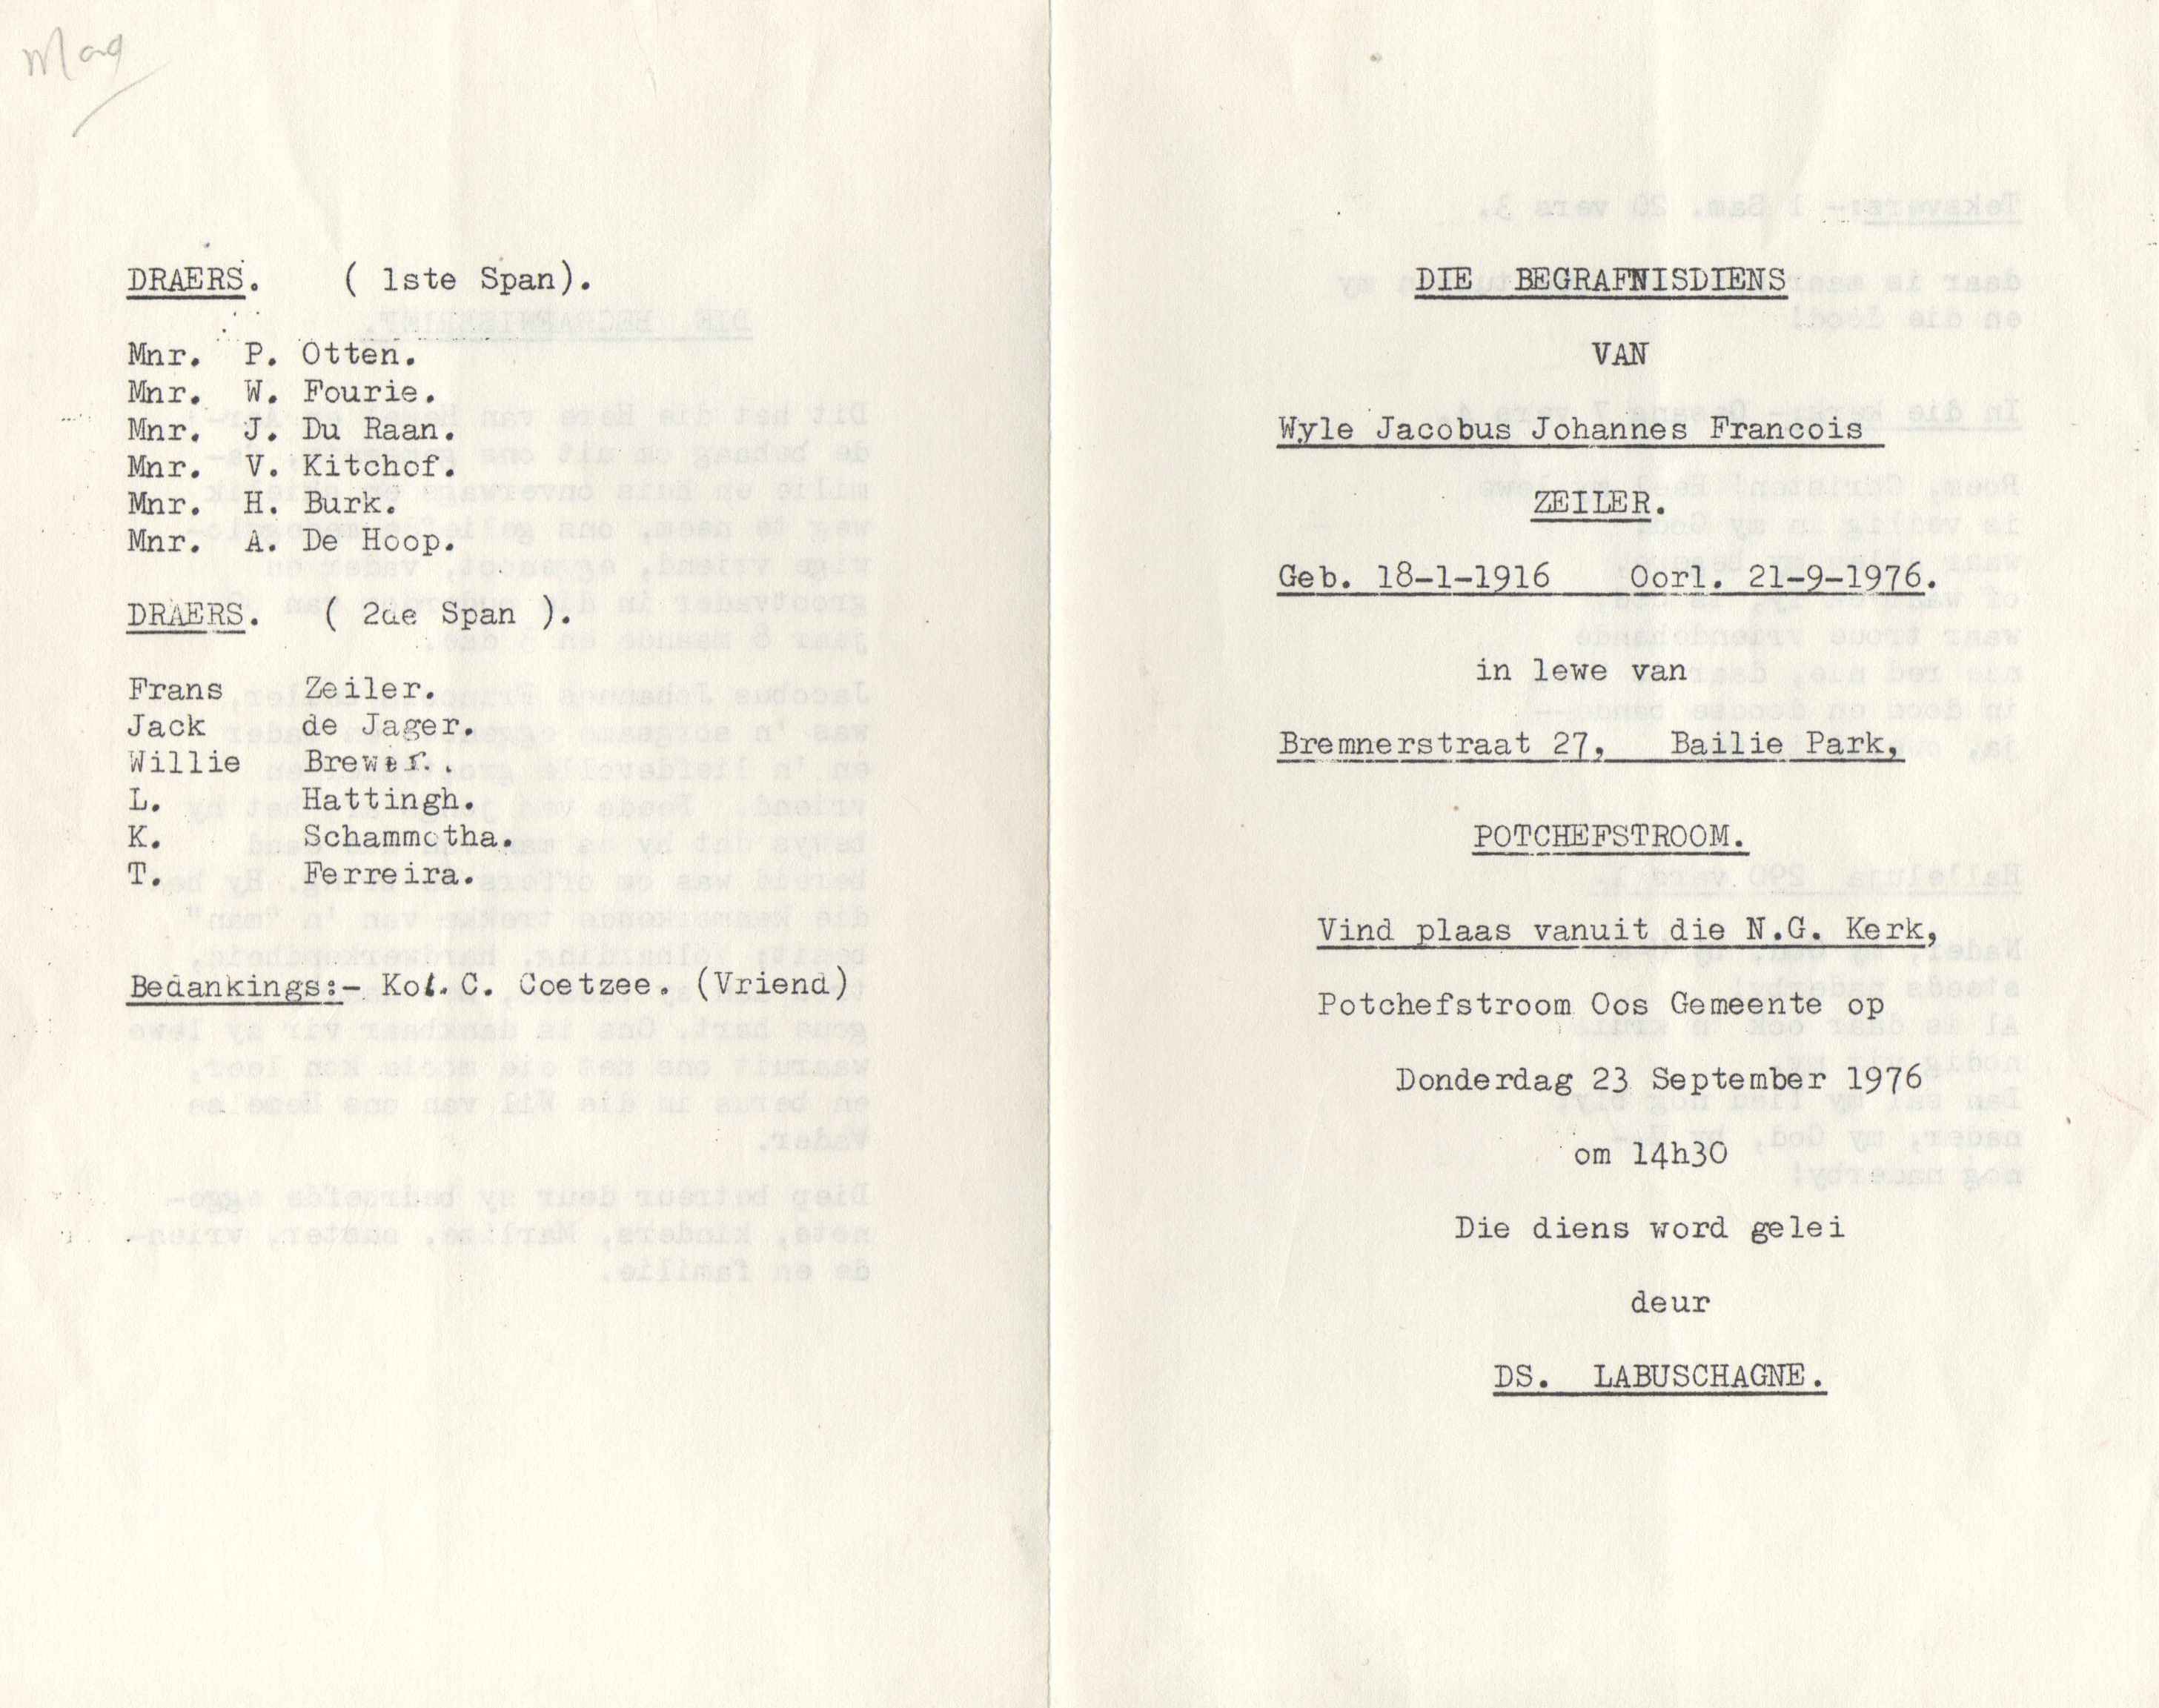 Mag
DRAERS. ( 1ste Span).
Mnr. P. Otten.
Mnr. W. Fourie.
Mnr. J. Du Raan.
Mnr. V. Kitchof.
Mnr. H. Burk.
Mnr. A. De Hoop.
DRAERS. ( 2de Span ).
Frans Zeiler.
Jack de Jager.
Willie Brewer..
L. Hattingh.
K. Schammotha.
T. Ferreira.
Bedankings:- Kol. C. Coetzee. (Vriend)
DIE BEGRAFNISDIENS
VAN
Wyle Jacobus Johannes Francois
ZEILER.
Geb. 18-1-1916 Oorl. 21-9-1976.
in lewe van
Bremnerstraat 27, Bailie Park,
POTCHEFSTROOM.
Vind plaas vanuit die N.G. Kerk,
Potchefstroom Oos Gemeente op
Donderdag 23 September 1976
om 14h30
Die diens word gelei
deur
DS. LABUSCHAGNE.